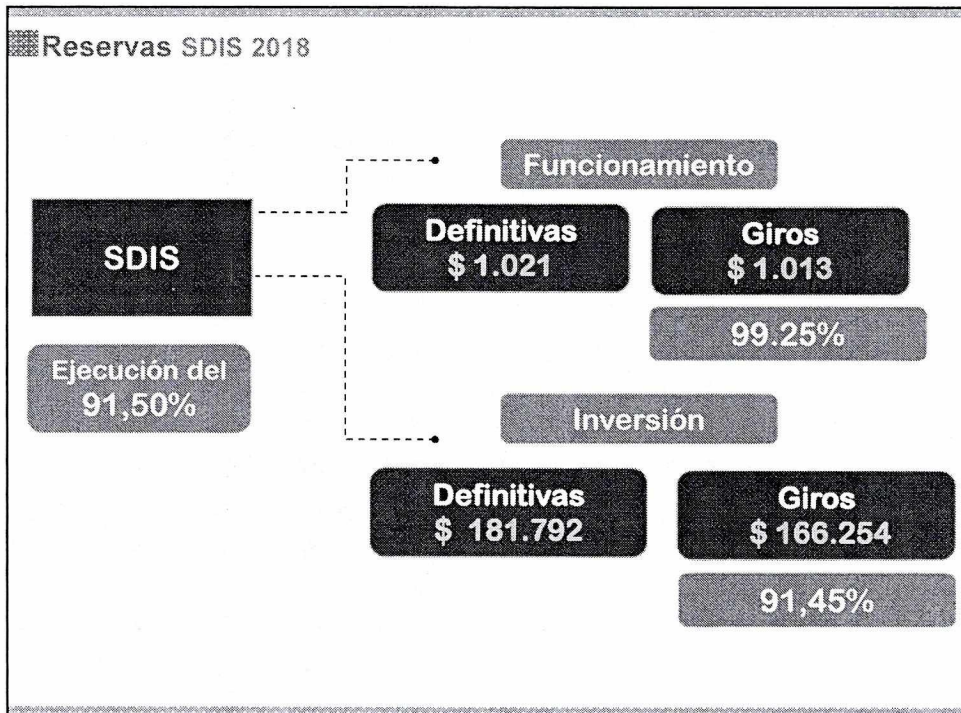 Reservas SDIS 2018
SDIS
Ejecución del
91,50%
Funcionamiento
Definitivas
$ 1.021
Giros
$ 1.013
99.25%
Inversión
Definitivas
$ 181.792
Giros
$ 166.254
91,45%